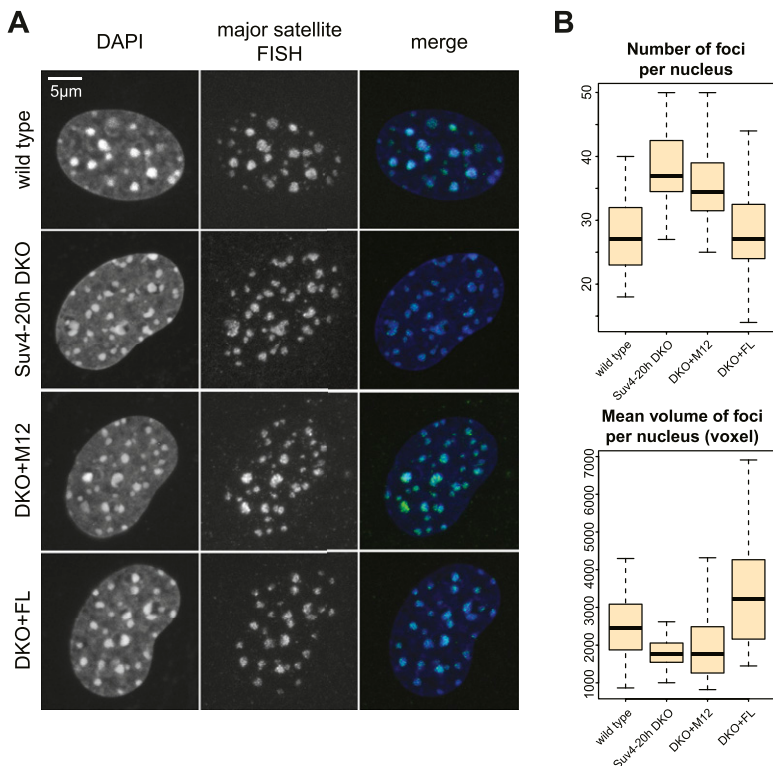 A
DAPI
major satellite
FISH
merge
5µm
wild type
Suv4-20h DKO
DKO+M12
DKO+FL
B
Number of foci
per nucleus
50
40
30
20
wild type
Suv4-20h DKO
DKO+M12
DKO+FL
Mean volume of foci
per nucleus (voxel)
7000
6000
5000
4000
3000
2000
1000
wild type
Suv4-20h DKO
DKO+M12
DKO+FL